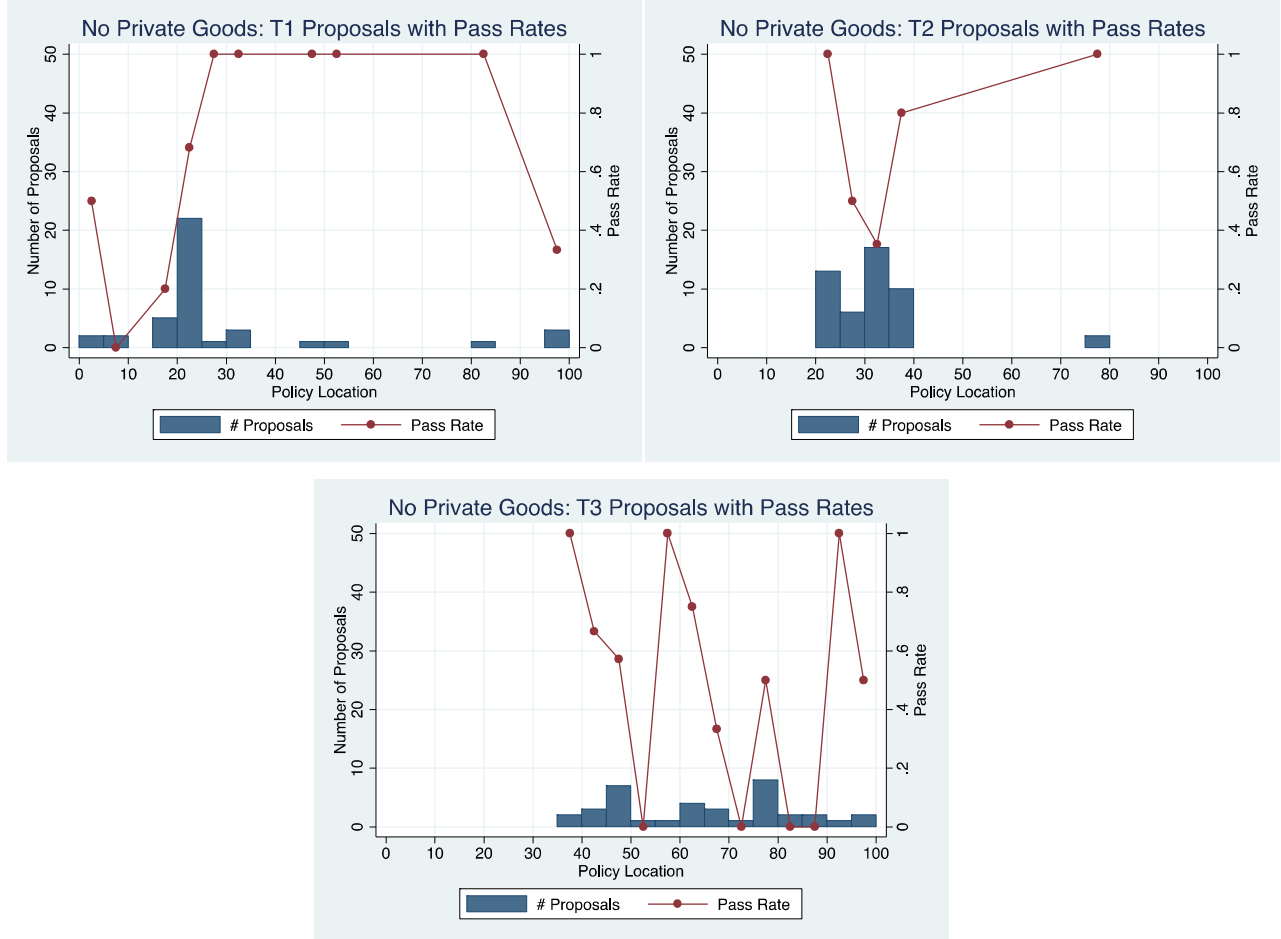 No Private Goods: T1 Proposals with Pass Rates
50
40
30
20
10
0
Number of Proposals
1
.8
.6
.4
.2
0
Pass Rate
0 10 20 30 40 50 60 70 80 90 100
Policy Location
# Proposals Pass Rate
No Private Goods: T2 Proposals with Pass Rates
50
40
30
20
10
0
Number of Proposals
1
.8
.6
.4
.2
0
Pass Rate
0 10 20 30 40 50 60 70 80 90 100
Policy Location
# Proposals Pass Rate
No Private Goods: T3 Proposals with Pass Rates
50
40
30
20
10
0
Number of Proposals
1
.8
.6
.4
.2
0
Pass Rate
0 10 20 30 40 50 60 70 80 90 100
Policy Location
# Proposals Pass Rate